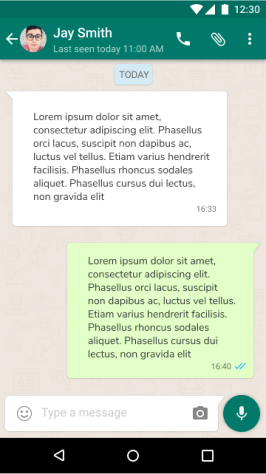 12:30
Jay Smith
Last seen today 11:00 AM
TODAY
Lorem ipsum dolor sit amet,
consectetur adipiscing elit. Phasellus
orci lacus, suscipit non dapibus ac,
luctus vel tellus. Etiam varius hendrerit
facilisis. Phasellus rhoncus sodales
aliquet. Phasellus cursus dui lectus,
non gravida elit
16:33
Lorem ipsum dolor sit amet,
consectetur adipiscing elit.
Phasellus orci lacus, suscipit
non dapibus ac, luctus vel tellus.
Etiam varius hendrerit facilisis.
Phasellus rhoncus sodales
aliquet. Phasellus cursus dui
lectus, non gravida elit
16:40
Type a message